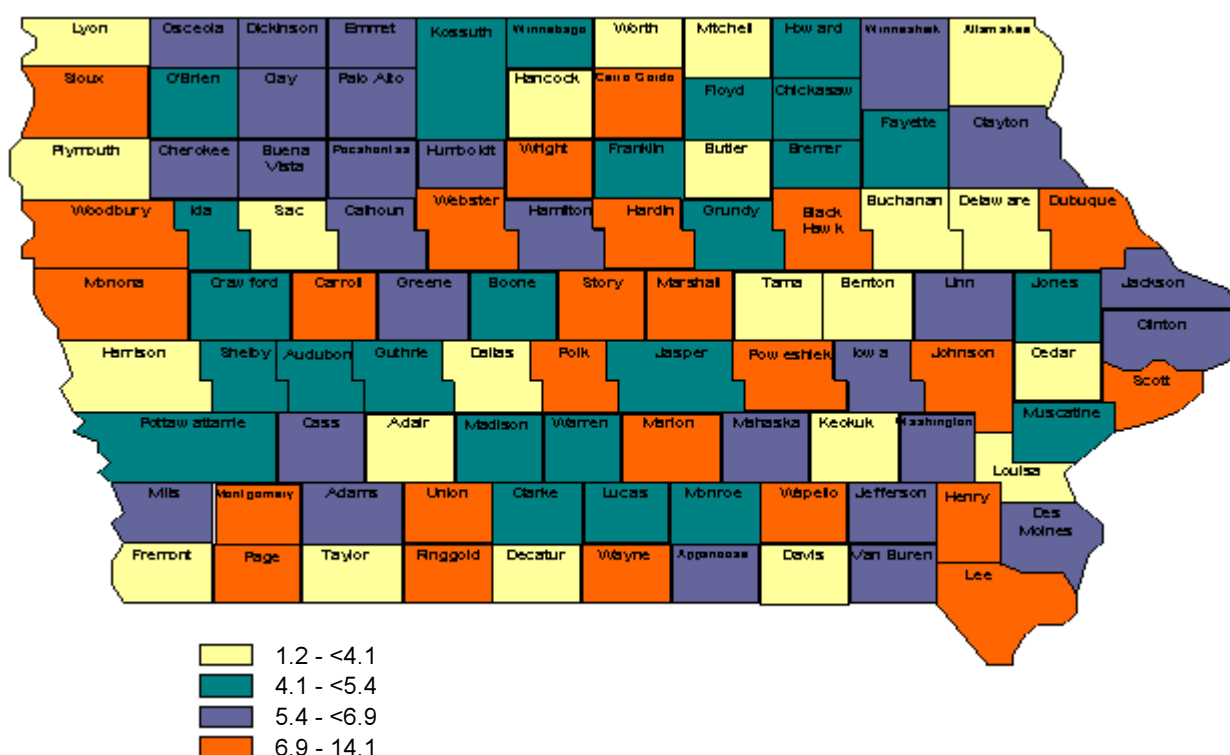 Lyon
Osceola
Dickinson
Emmet
Kossuth
Winnebago
Worth
Mitchell
Howard
Winneshiek
Allamakee
Sioux
O'Brien
Clay
Palo Alto
Hancock
Cerro Gordo
Floyd
Chickasaw
Fayette
Clayton
Plymouth
Cherokee
Buena
Vista
Pocahontas
Humboldt
Wright
Franklin
Butler
Bremer
Woodbury
Ida
Sac
Calhoun
Webster
Hamilton
Hardin
Grundy
Black
Hawk
Buchanan
Delaware
Dubuque
Monona
Crawford
Carroll
Greene
Boone
Story
Marshall
Tama
Benton
Linn
Jones
Jackson
Clinton
Harrison
Shelby
Audubon
Guthrie
Dallas
Polk
Jasper
Poweshiek
Iowa
Johnson
Cedar
Scott
Muscatine
Pottawattamie
Cass
Adair
Madison
Warren
Marion
Mahaska
Keokuk
Washington
Louisa
Mills
Montgomery
Adams
Union
Clarke
Lucas
Monroe
Wapello
Jefferson
Henry
Des
Moines
Fremont
Page
Taylor
Ringgold
Decatur
Wayne
Appanoose
Davis
Van Buren
Lee
1.2 - <4.1
4.1 - <5.4
5.4 - <6.9
6.9 - 14.1